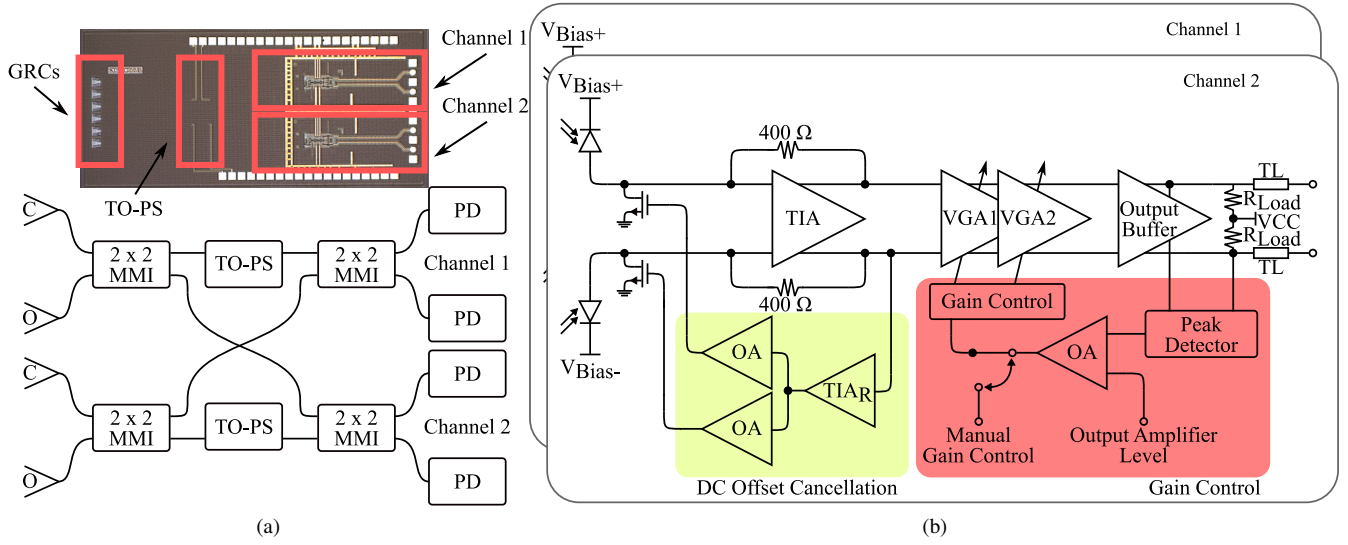 GRCs
TO-PS
Channel 1
Channel 2
C
O
C
O
2 x 2
MMI
TO-PS
2 x 2
MMI
PD
Channel 1
PD
2 x 2
MMI
TO-PS
2 x 2
MMI
PD
Channel 2
PD
(a)
VBias+
Channel 1
VBias+
Channel 2
400 Ω
TIA
400 Ω
VBias-
VGA1
VGA2
Output
Buffer
TL
RLoad
VCC
RLoad
TL
OA
OA
TIAR
DC Offset Cancellation
Gain Control
Peak
Detector
OA
Manual
Gain Control
Output Amplifier
Level
Gain Control
(b)